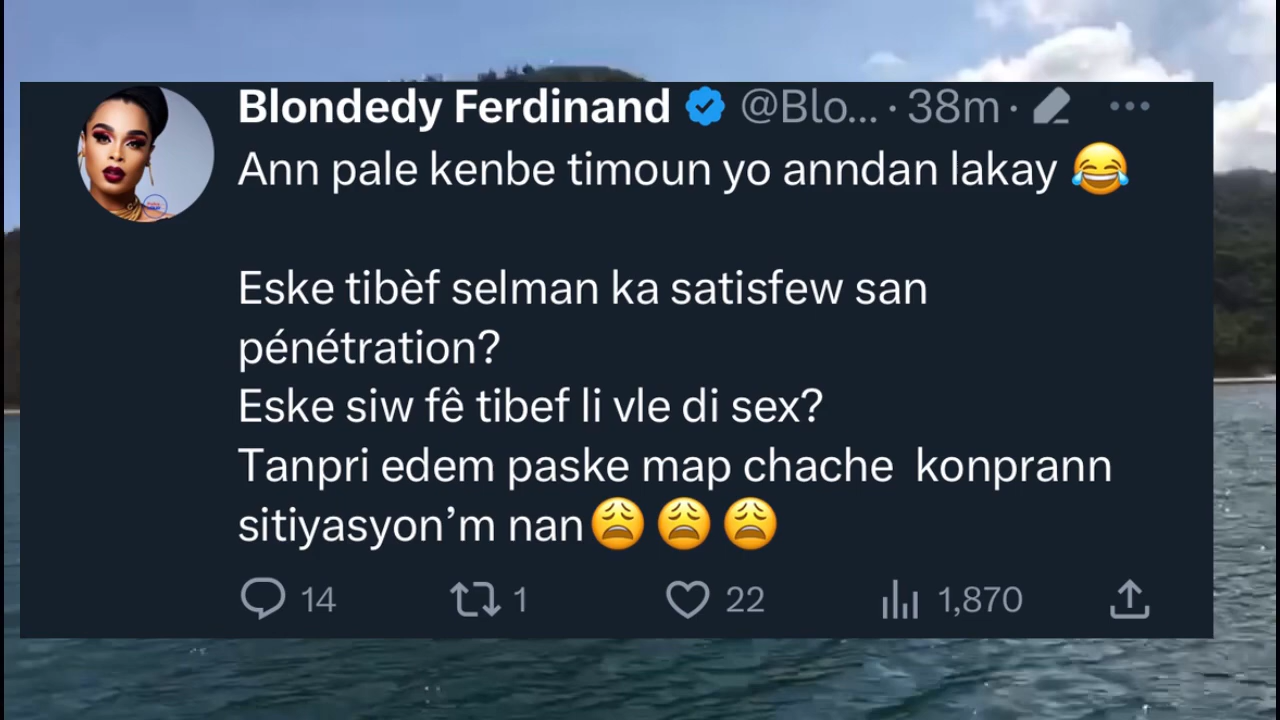 Blondedy Ferdinand @Blo... · 38m ·
Ann pale kenbe timoun yo anndan lakay 😂
Eske tibèf selman ka satisfew san
pénétration?
Eske siw fê tibef li vle di sex?
Tanpri edem paske map chache  konprann
sitiyasyon’m nan😩😩😩
14 1 22 1,870